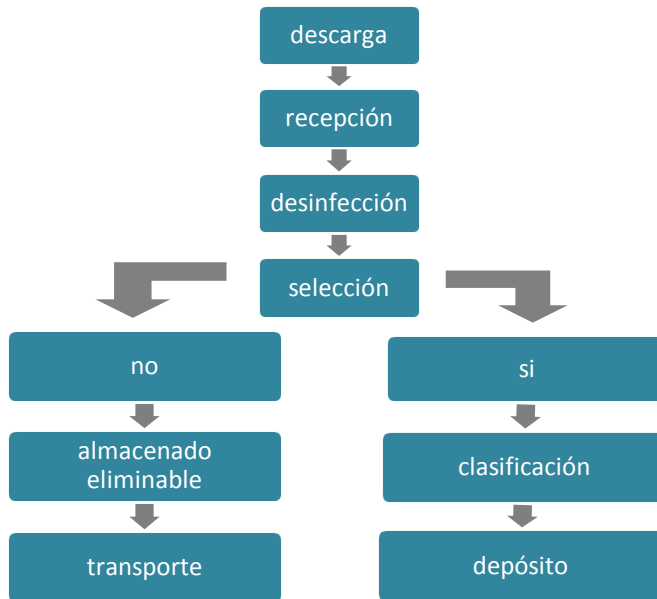 descarga
recepción
desinfección
selección
no
almacenado
eliminable
transporte
si
clasificación
depósito